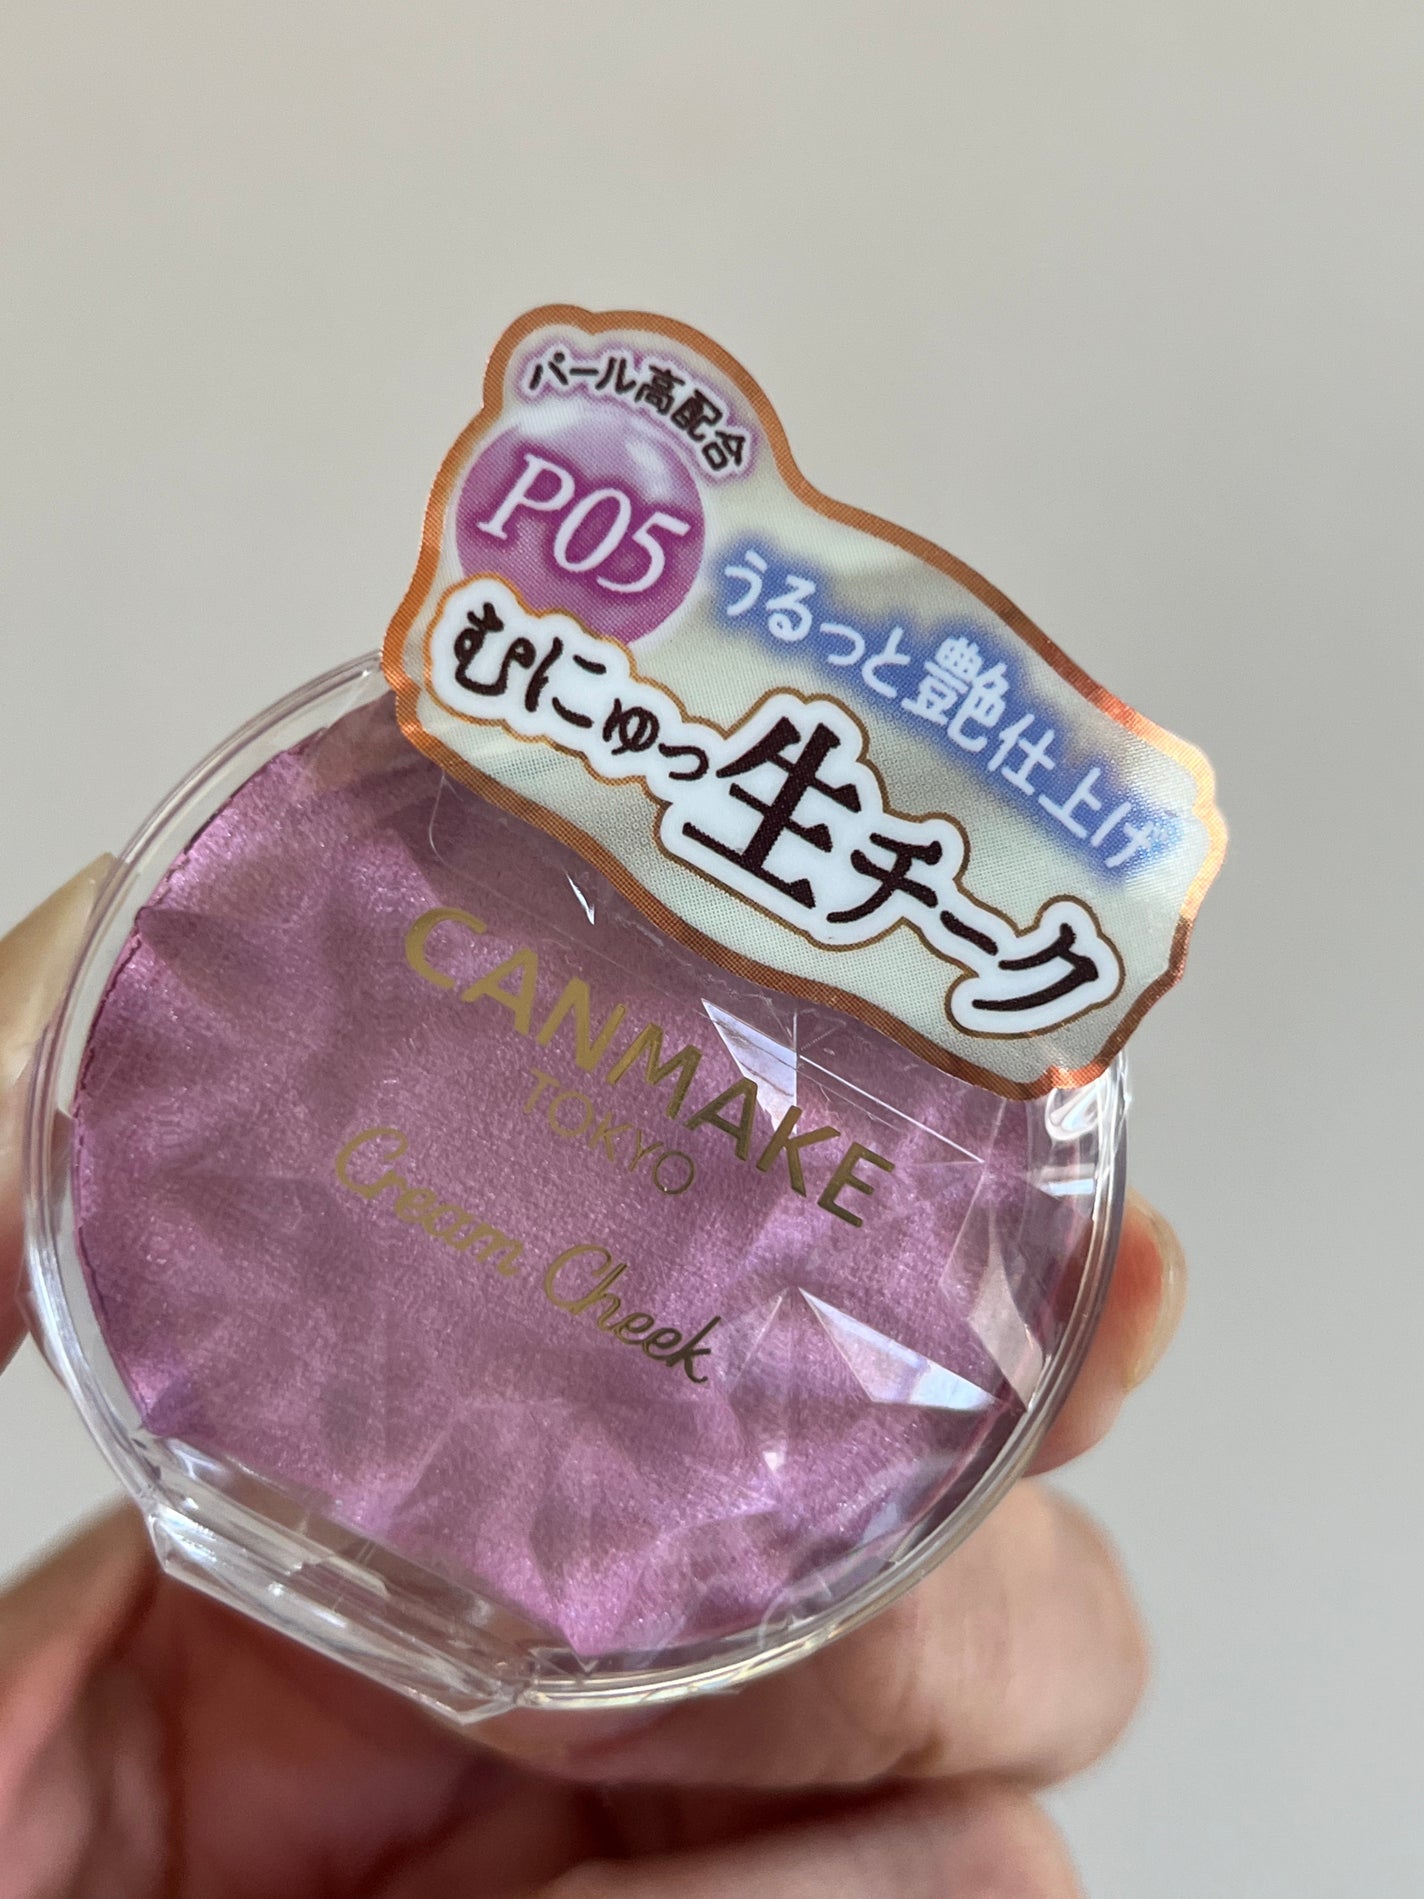 パール高配合
P05
うるっと艶仕上げ
むにゅっ生チーク
CANMAKE
TOKYO
Cream Cheek